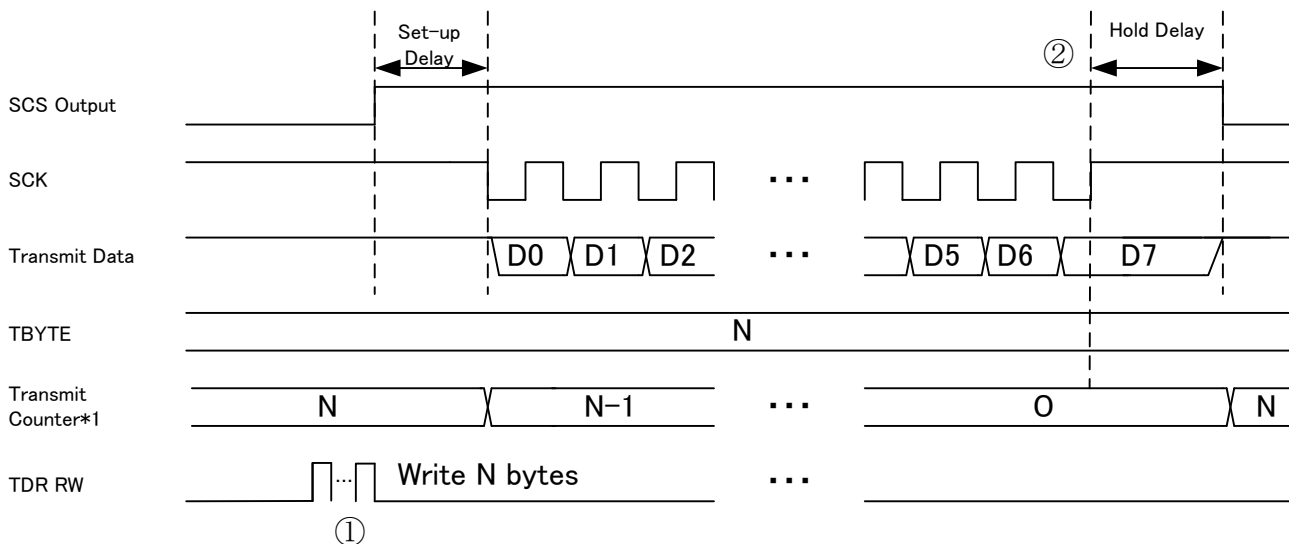 Set-up
Delay
② Hold Delay
SCS Output
SCK
...
Transmit Data D0 D1 D2 ... D5 D6 D7
TBYTE N
Transmit
Counter*1 N N-1 ... 0 N
TDR RW ... Write N bytes ...
①